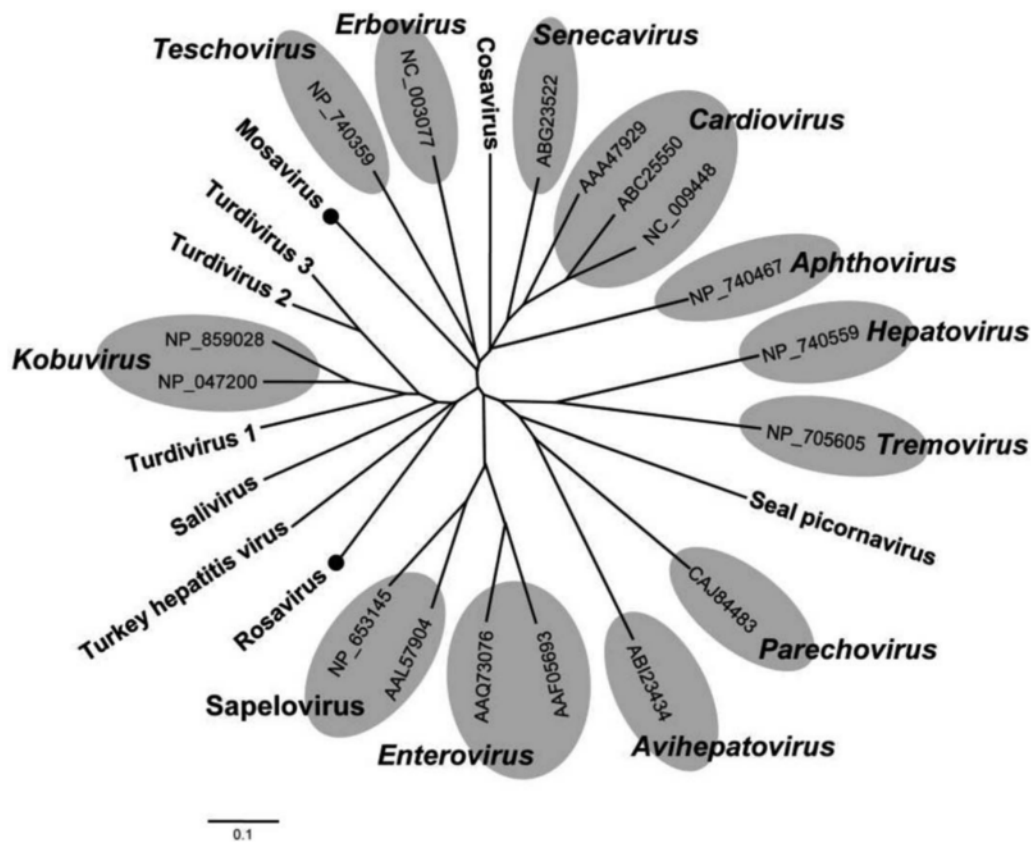 Erbovirus
Teschovirus
Senecavirus
Cosavirus
NC_003077
NP_740359
ABG23522
Cardiovirus
AAA47929
ABC25550
NC_009448
Mosavirus
Turdivirus 3
Turdivirus 2
Aphthovirus
NP_740467
Hepatovirus
NP_740559
NP_859028
Kobuvirus
NP_047200
Turdivirus 1
NP_705605
Tremovirus
Salivirus
Seal picornavirus
Turkey hepatitis virus
Rosavirus
CAJ84483
Parechovirus
NP_653145
AAL57904
Sapelovirus
AAQ73076
AAF05693
Enterovirus
ABI23434
Avihepatovirus
0.1